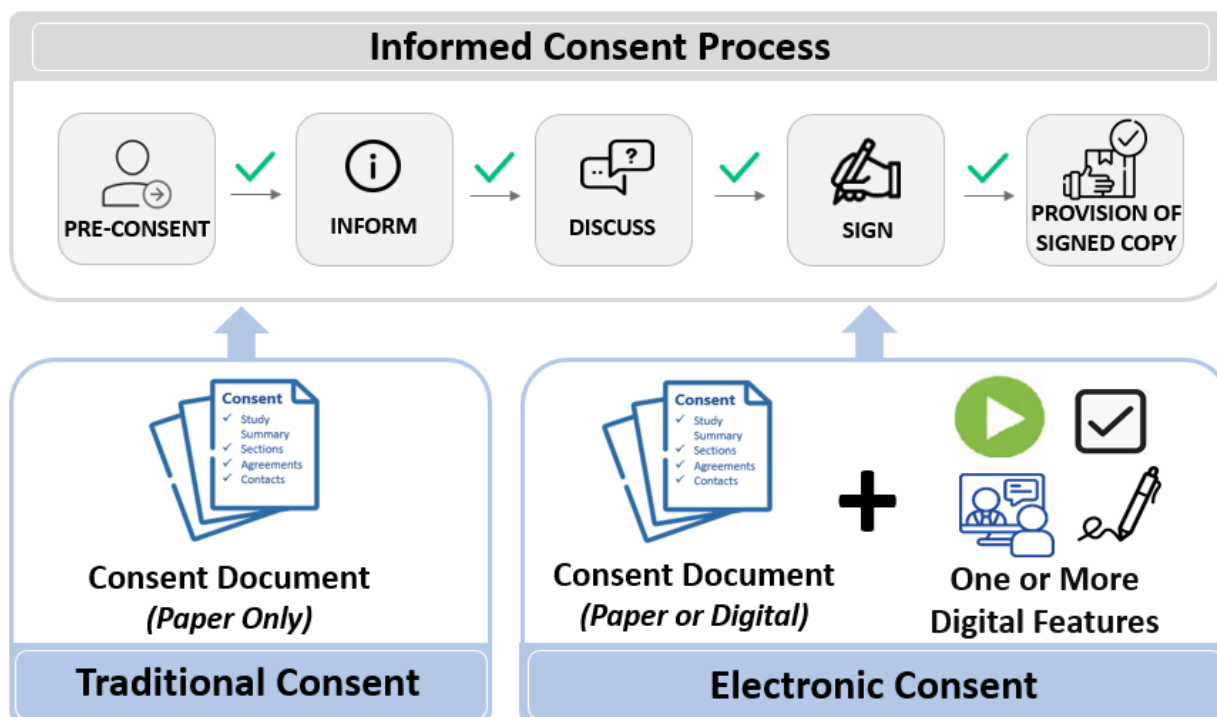 Informed Consent Process
PRE-CONSENT
i
INFORM
?
DISCUSS
SIGN
PROVISION OF
SIGNED COPY
Consent
✓ Study
Summary
✓ Sections
✓ Agreements
✓ Contacts
Consent Document
(Paper Only)
Traditional Consent
Consent
✓ Study
Summary
✓ Sections
✓ Agreements
✓ Contacts
+
Consent Document
(Paper or Digital)
One or More
Digital Features
Electronic Consent